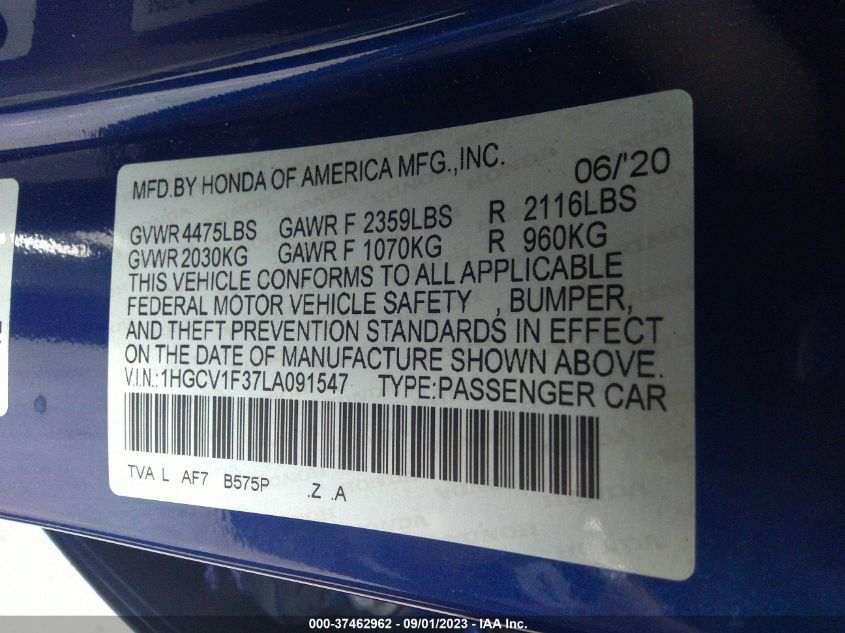 MFD.BY HONDA OF AMERICA MFG.,INC. 06/'20
GVWR 4475LBS GAWR F 2359LBS R 2116LBS
GVWR 2030KG GAWR F 1070KG R 960KG
THIS VEHICLE CONFORMS TO ALL APPLICABLE
FEDERAL MOTOR VEHICLE SAFETY , BUMPER,
AND THEFT PREVENTION STANDARDS IN EFFECT
ON THE DATE OF MANUFACTURE SHOWN ABOVE.
V.I.N.:1HGCV1F37LA091547 TYPE:PASSENGER CAR
TVA L AF7 B575P .Z .A
000-37462962 - 09/01/2023 - IAA Inc.